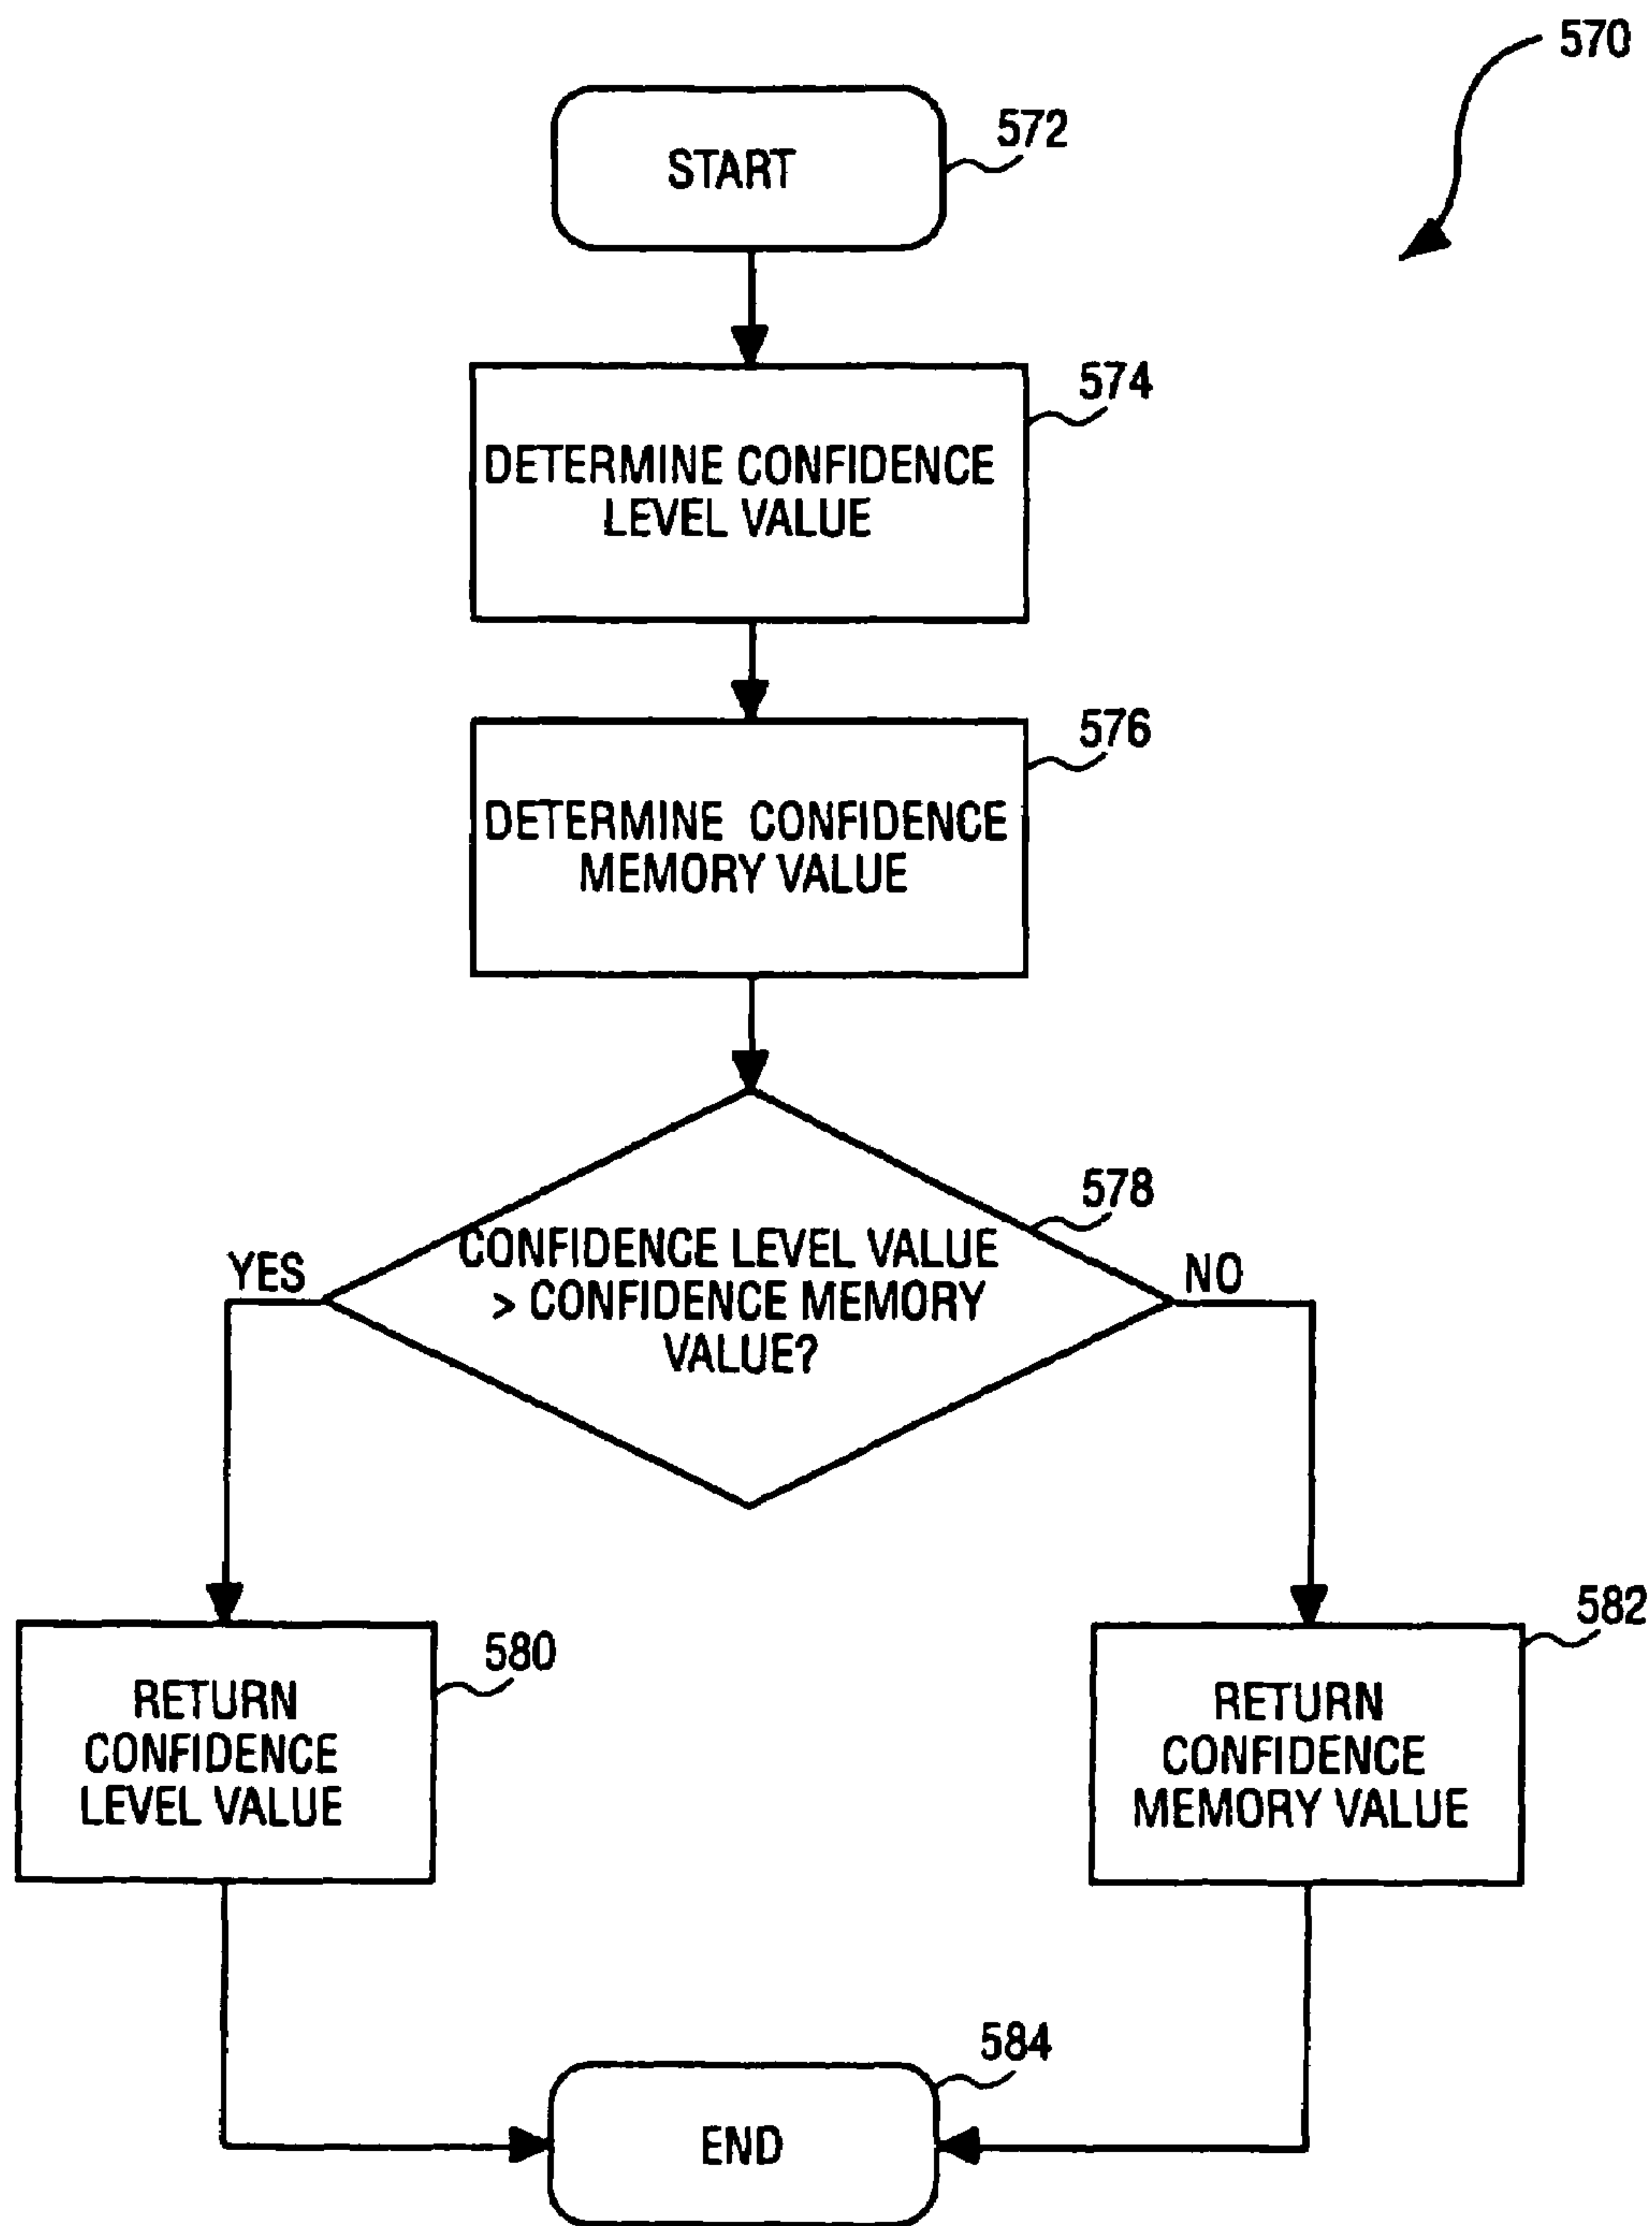 570
572
START
574
DETERMINE CONFIDENCE
LEVEL VALUE
576
DETERMINE CONFIDENCE
MEMORY VALUE
578
CONFIDENCE LEVEL VALUE
> CONFIDENCE MEMORY
VALUE?
YES
NO
580
RETURN
CONFIDENCE
LEVEL VALUE
582
RETURN
CONFIDENCE
MEMORY VALUE
584
END